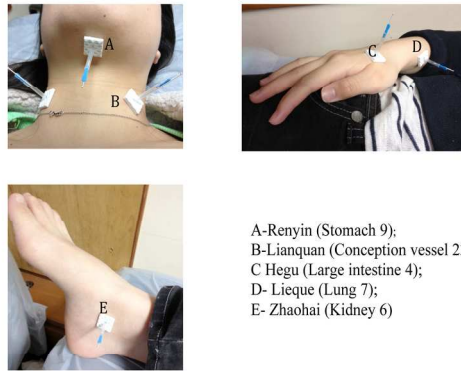 A
B
C
D
E
A-Renyin (Stomach 9);
B-Lianquan (Conception vessel 2
C Hegu (Large intestine 4);
D- Lieque (Lung 7);
E- Zhaohai (Kidney 6)